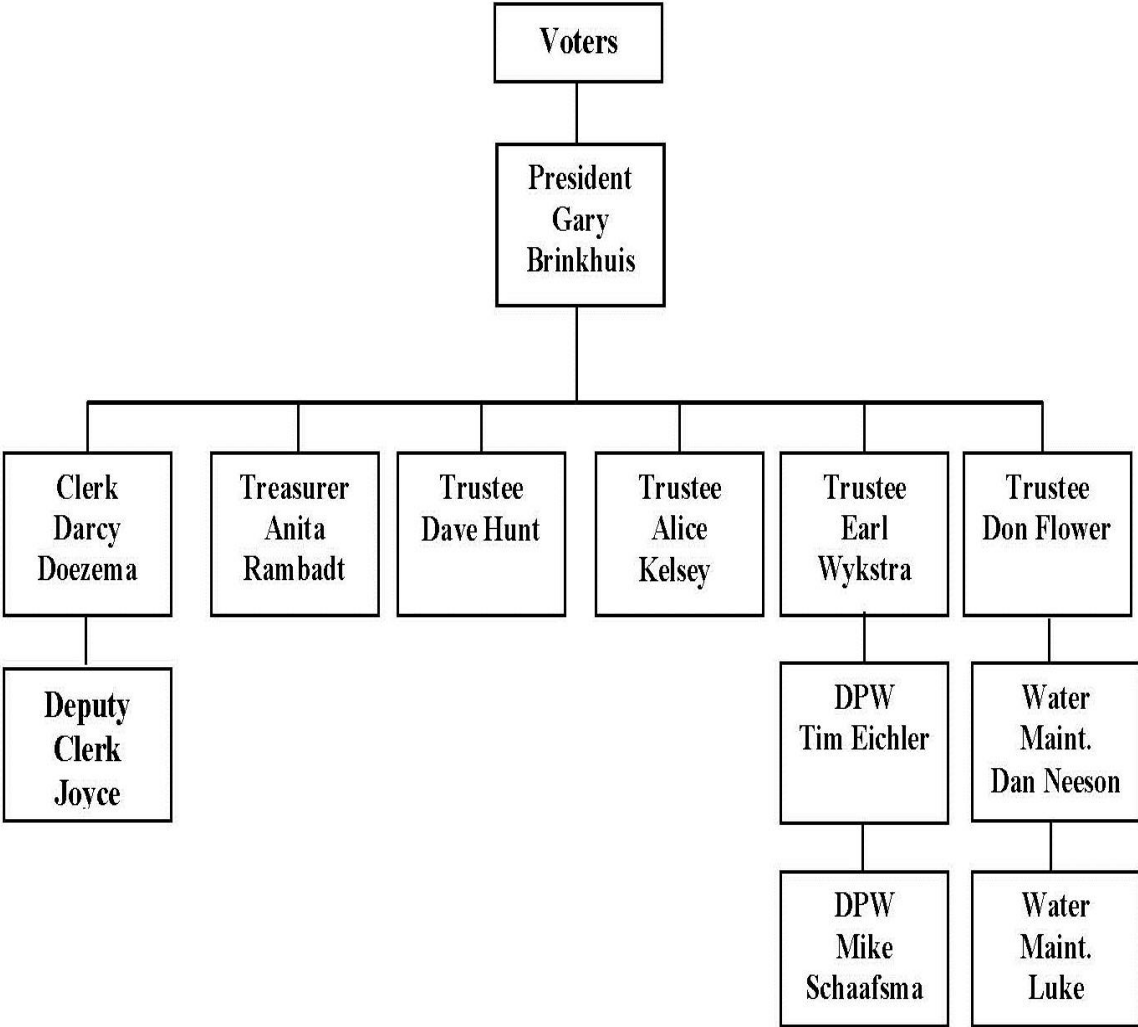 Voters
President
Gary
Brinkhuis
Clerk
Darcy
Doezema
Treasurer
Anita
Rambadt
Trustee
Dave Hunt
Trustee
Alice
Kelsey
Trustee
Earl
Wykstra
Trustee
Don Flower
Deputy
Clerk
Joyce
DPW
Tim Eichler
Water
Maint.
Dan Neeson
DPW
Mike
Schaafsma
Water
Maint.
Luke